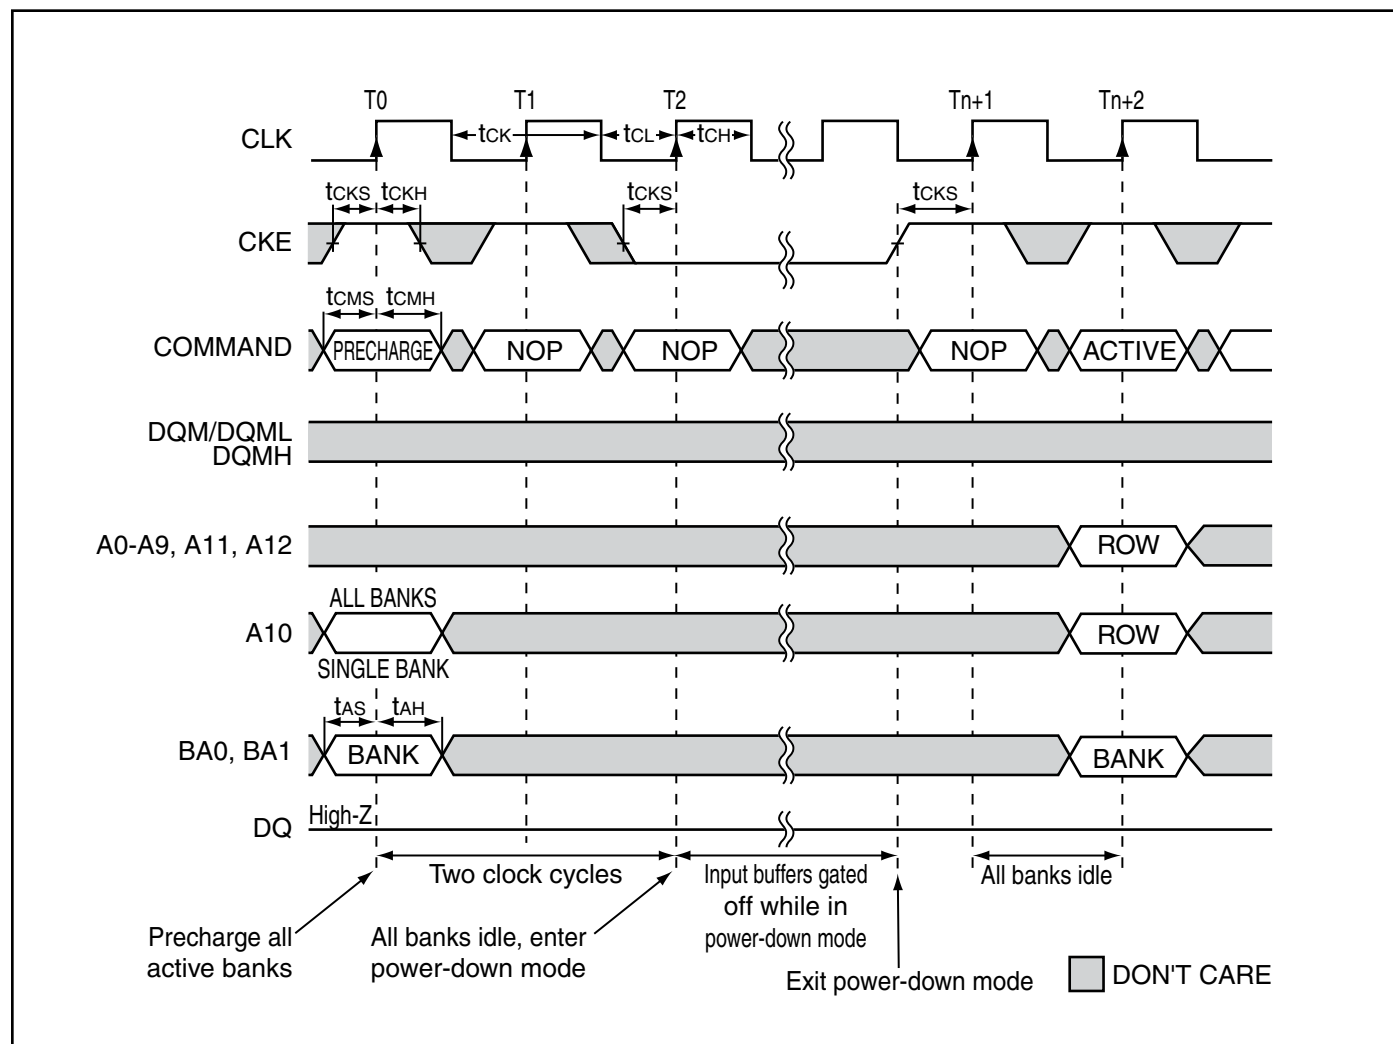 T0 T1 T2 Tn+1 Tn+2
CLK tCK tCL tCH
tCKS tCKH tCKS tCKS
CKE
tCMS tCMH
COMMAND PRECHARGE NOP NOP NOP ACTIVE
DQM/DQML
DQMH
A0-A9, A11, A12 ROW
ALL BANKS
A10 ROW
SINGLE BANK
tAS tAH
BA0, BA1 BANK BANK
DQ High-Z
Two clock cycles
Input buffers gated
off while in
power-down mode
All banks idle
Precharge all
active banks
All banks idle, enter
power-down mode
Exit power-down mode
DON'T CARE